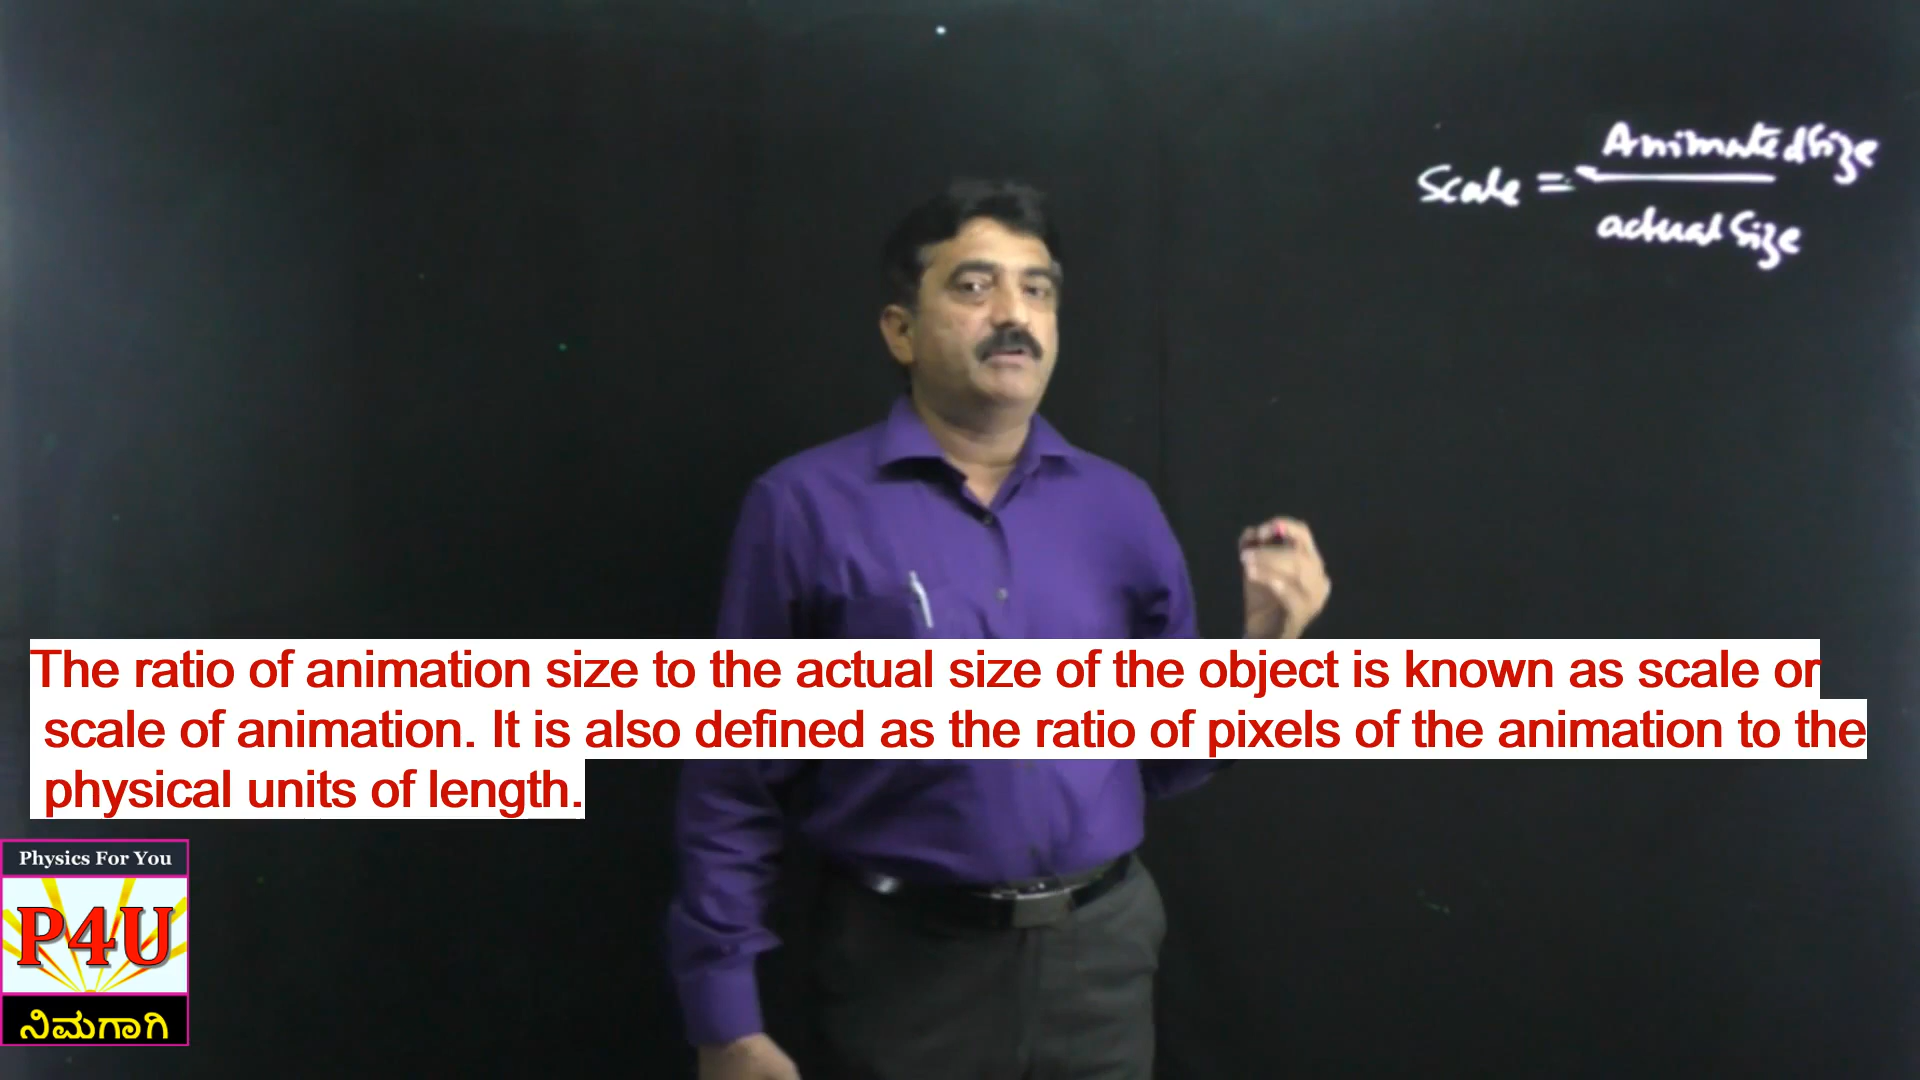 Animated Size
Scale =
actual Size
The ratio of animation size to the actual size of the object is known as scale or
scale of animation. It is also defined as the ratio of pixels of the animation to the
physical units of length.
Physics For You
P4U
ನಿಮಗಾಗಿ